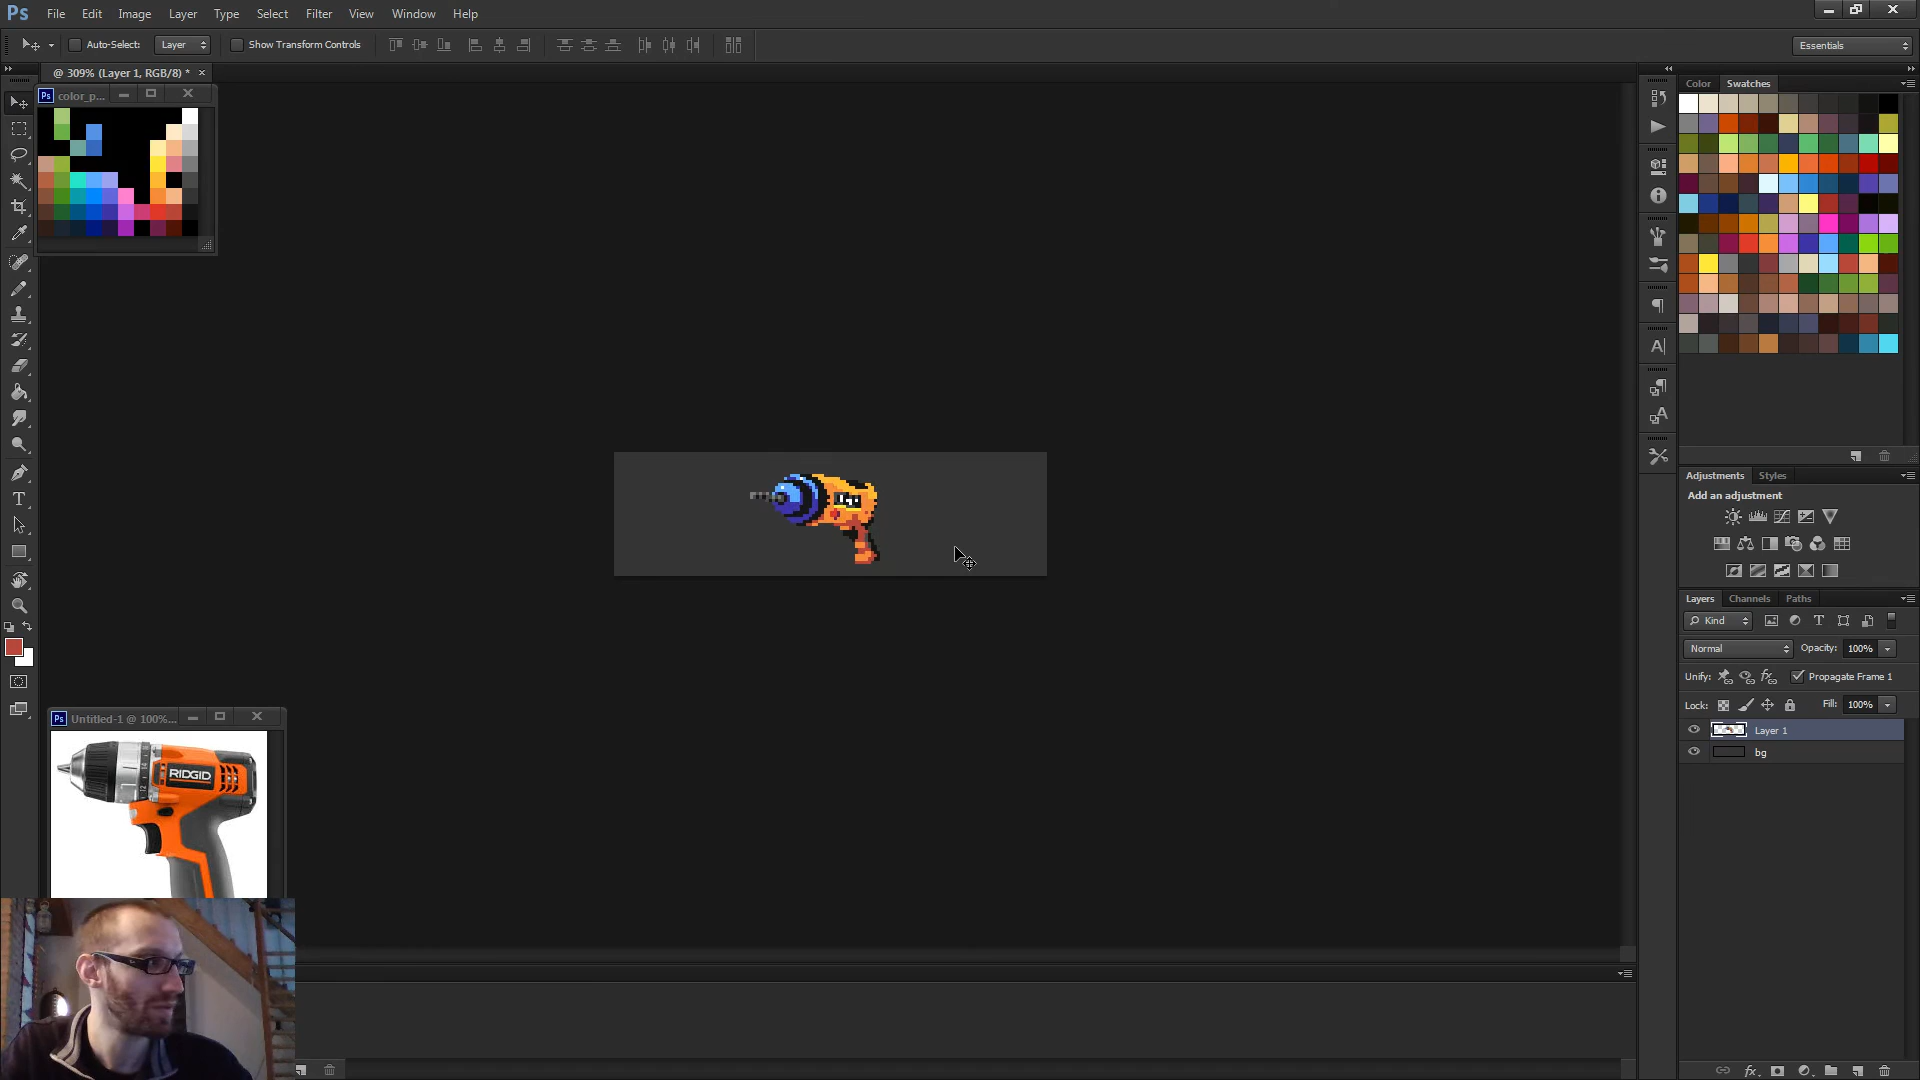 Ps File Edit Image Layer Type Select Filter View Window Help
Auto-Select: Layer Show Transform Controls Essentials
@ 309% (Layer 1, RGB/8) * ×
Ps color_p...
Color Swatches
Adjustments Styles
Add an adjustment
Layers Channels Paths
Kind
Normal Opacity: 100%
Unify: Propagate Frame 1
Lock: Fill: 100%
Layer 1
bg
Ps Untitled-1 @ 100%...
RIDGID